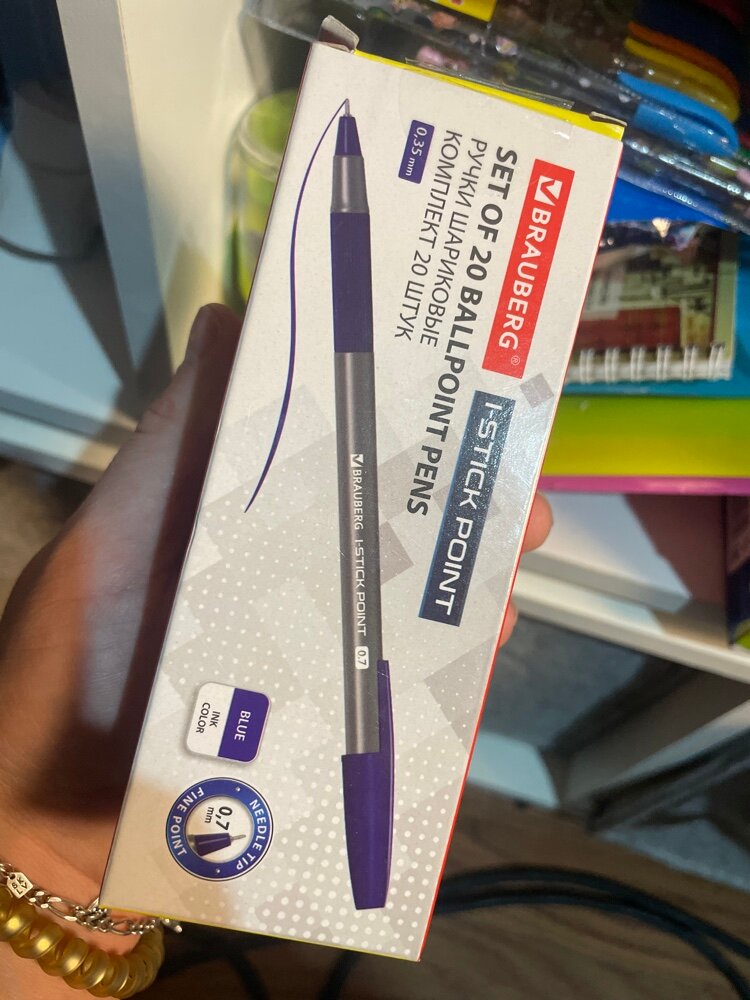 BRAUBERG®
I-STICK POINT
SET OF 20 BALLPOINT PENS
РУЧКИ ШАРИКОВЫЕ
КОМПЛЕКТ 20 ШТУК
0,35 mm
BRAUBERG I-STICK POINT 0.7
BLUE
INK
COLOR
NEEDLE TIP
0,7
mm
FINE POINT